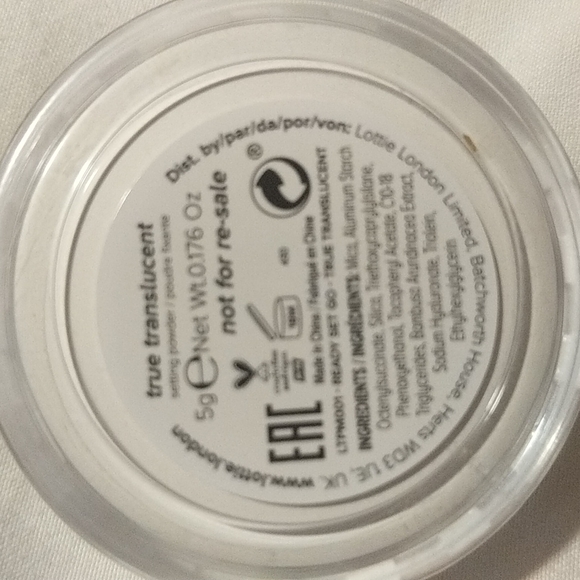 Dist. by/par/da/por/von: Lottie London Limited, Batchworth House, Herts WD3 1JE, UK.
www.lottie.london
true translucent
setting powder / poudre fixante
5g e Net Wt.0.176 Oz
not for re-sale
EAC
Made in China / Fabriqué en Chine
LTPM001 - READY SET GO! - TRUE TRANSLUCENT
INGREDIENTS / INGRÉDIENTS: Mica, Aluminum Starch
Octenylsuccinate, Silica, Triethoxycaprylylsilane,
Phenoxyethanol, Tocopheryl Acetate, C10-18
Triglycerides, Bambusa Arundinacea Extract,
Sodium Hyaluronate, Triolein,
Ethylhexylglycerin